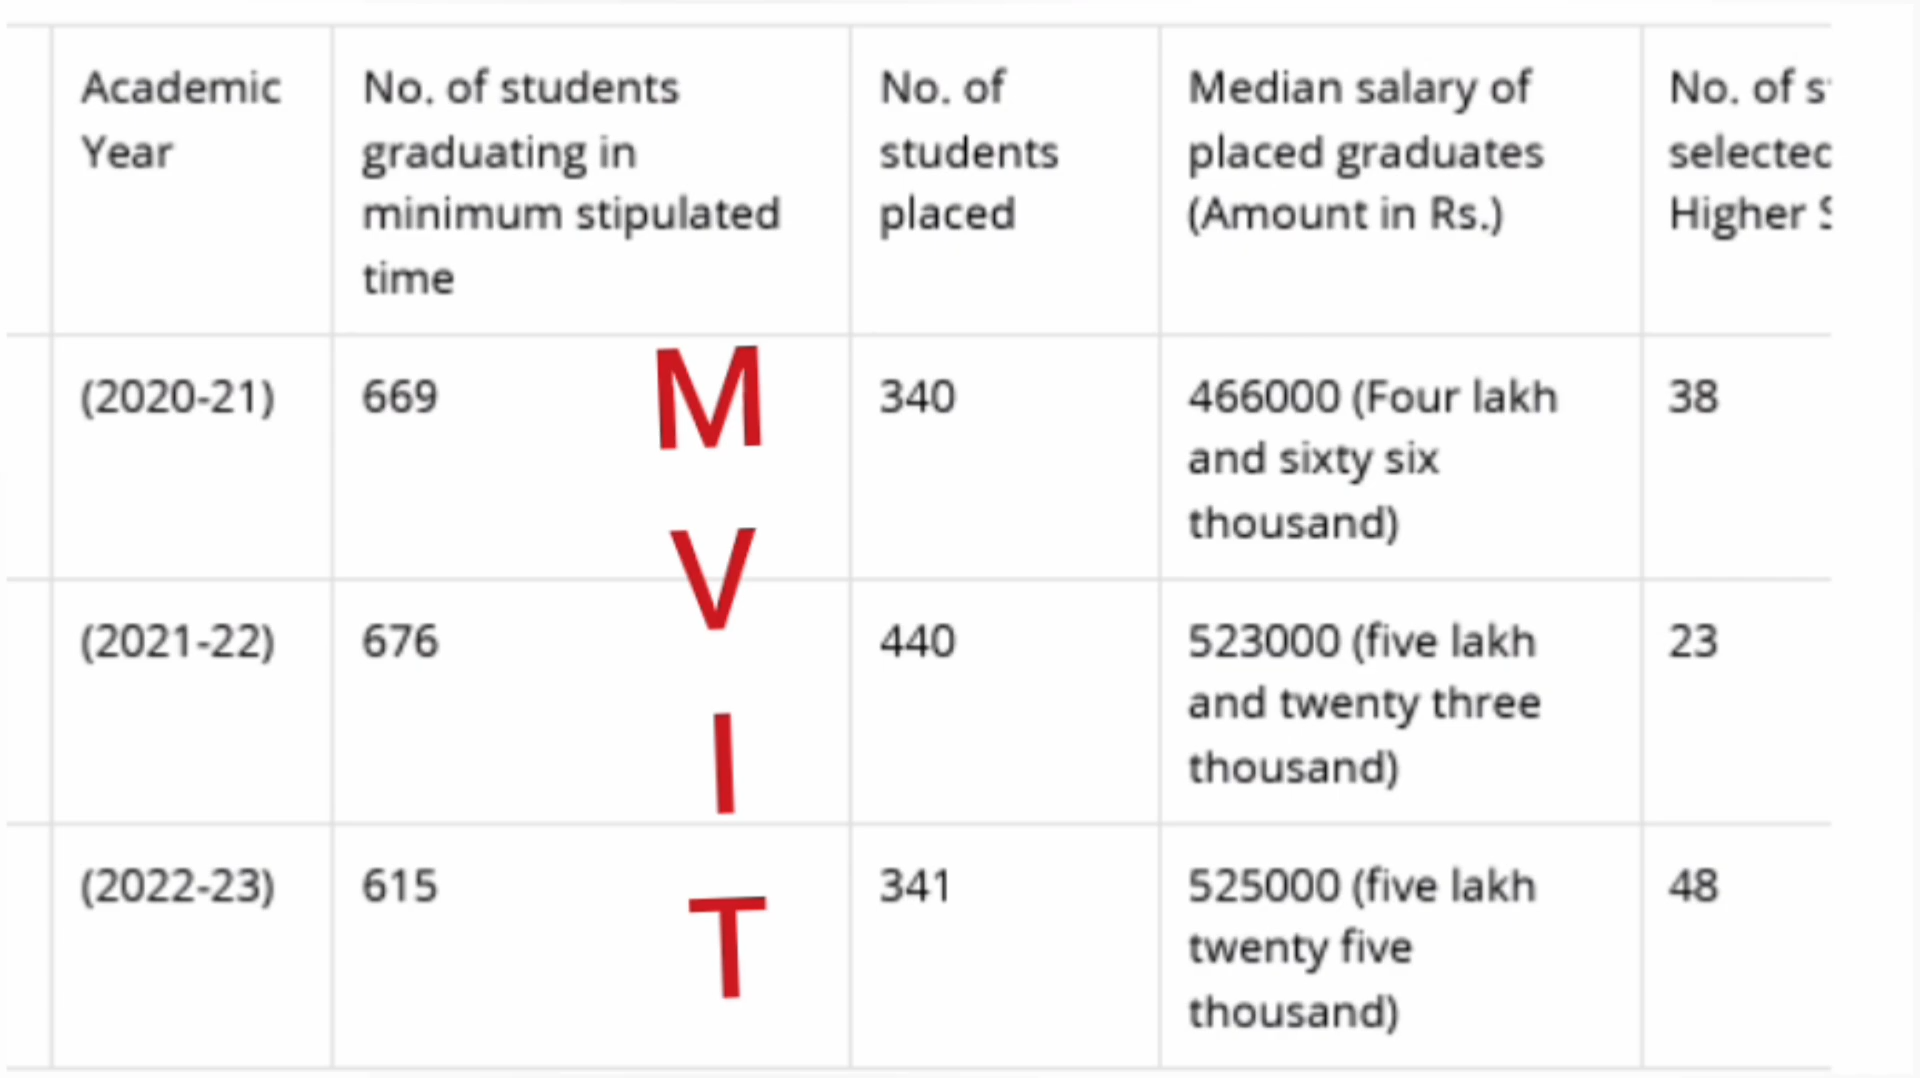 Academic Year
No. of students graduating in minimum stipulated time
No. of students placed
Median salary of placed graduates (Amount in Rs.)
No. of
Higher
(2020-21)
669
340
466000 (Four lakh and sixty six thousand)
38
(2021-22)
676
440
523000 (five lakh and twenty three thousand)
23
(2022-23)
615
341
525000 (five lakh twenty five thousand)
48
M
V
I
T